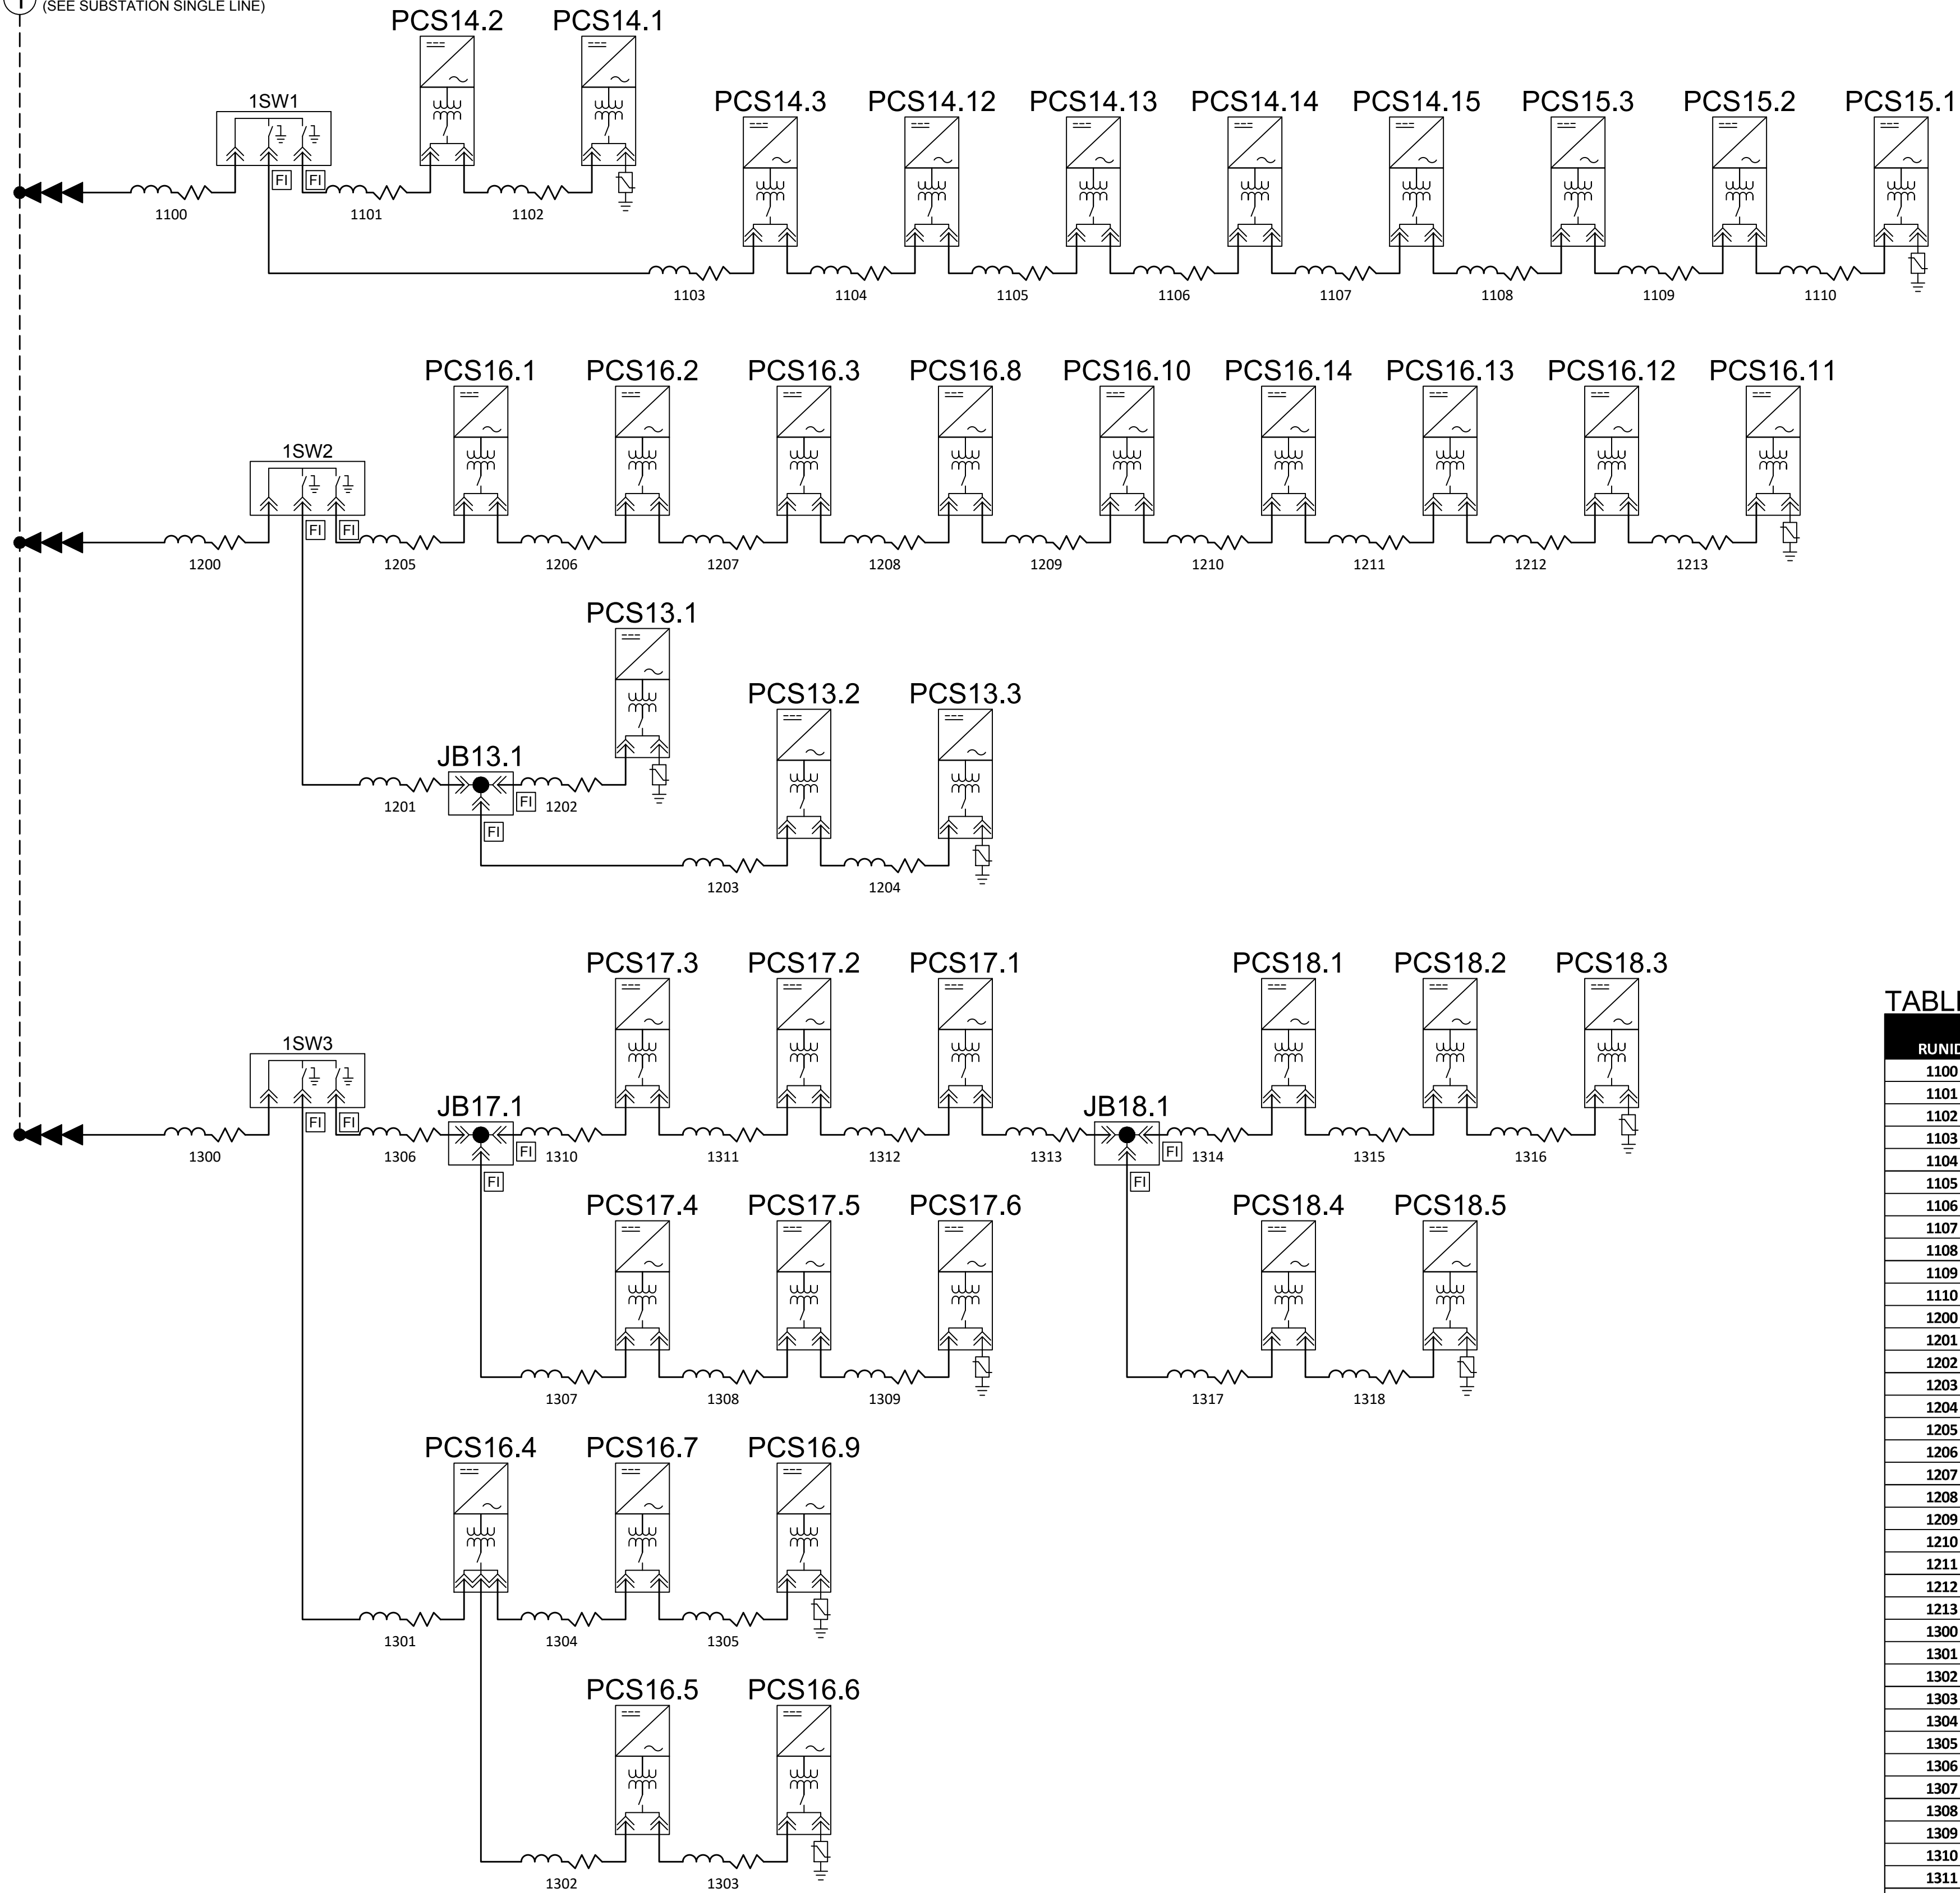 (SEE SUBSTATION SINGLE LINE)
PCS14.2 PCS14.1
1SW1
PCS14.3 PCS14.12 PCS14.13 PCS14.14 PCS14.15 PCS15.3 PCS15.2 PCS15.1
FI FI
1100 1101 1102
1103 1104 1105 1106 1107 1108 1109 1110
PCS16.1 PCS16.2 PCS16.3 PCS16.8 PCS16.10 PCS16.14 PCS16.13 PCS16.12 PCS16.11
1SW2
FI FI
1200 1205 1206 1207 1208 1209 1210 1211 1212 1213
PCS13.1
PCS13.2 PCS13.3
JB13.1
1201 FI 1202
FI
1203 1204
PCS17.3 PCS17.2 PCS17.1 PCS18.1 PCS18.2 PCS18.3
1SW3
JB17.1 JB18.1
FI FI
1300 1306 FI 1310 1311 1312 1313 FI 1314 1315 1316
FI FI
PCS17.4 PCS17.5 PCS17.6 PCS18.4 PCS18.5
1307 1308 1309 1317 1318
PCS16.4 PCS16.7 PCS16.9
1301 1304 1305
PCS16.5 PCS16.6
1302 1303
RUNID
1100
1101
1102
1103
1104
1105
1106
1107
1108
1109
1110
1200
1201
1202
1203
1204
1205
1206
1207
1208
1209
1210
1211
1212
1213
1300
1301
1302
1303
1304
1305
1306
1307
1308
1309
1310
1311